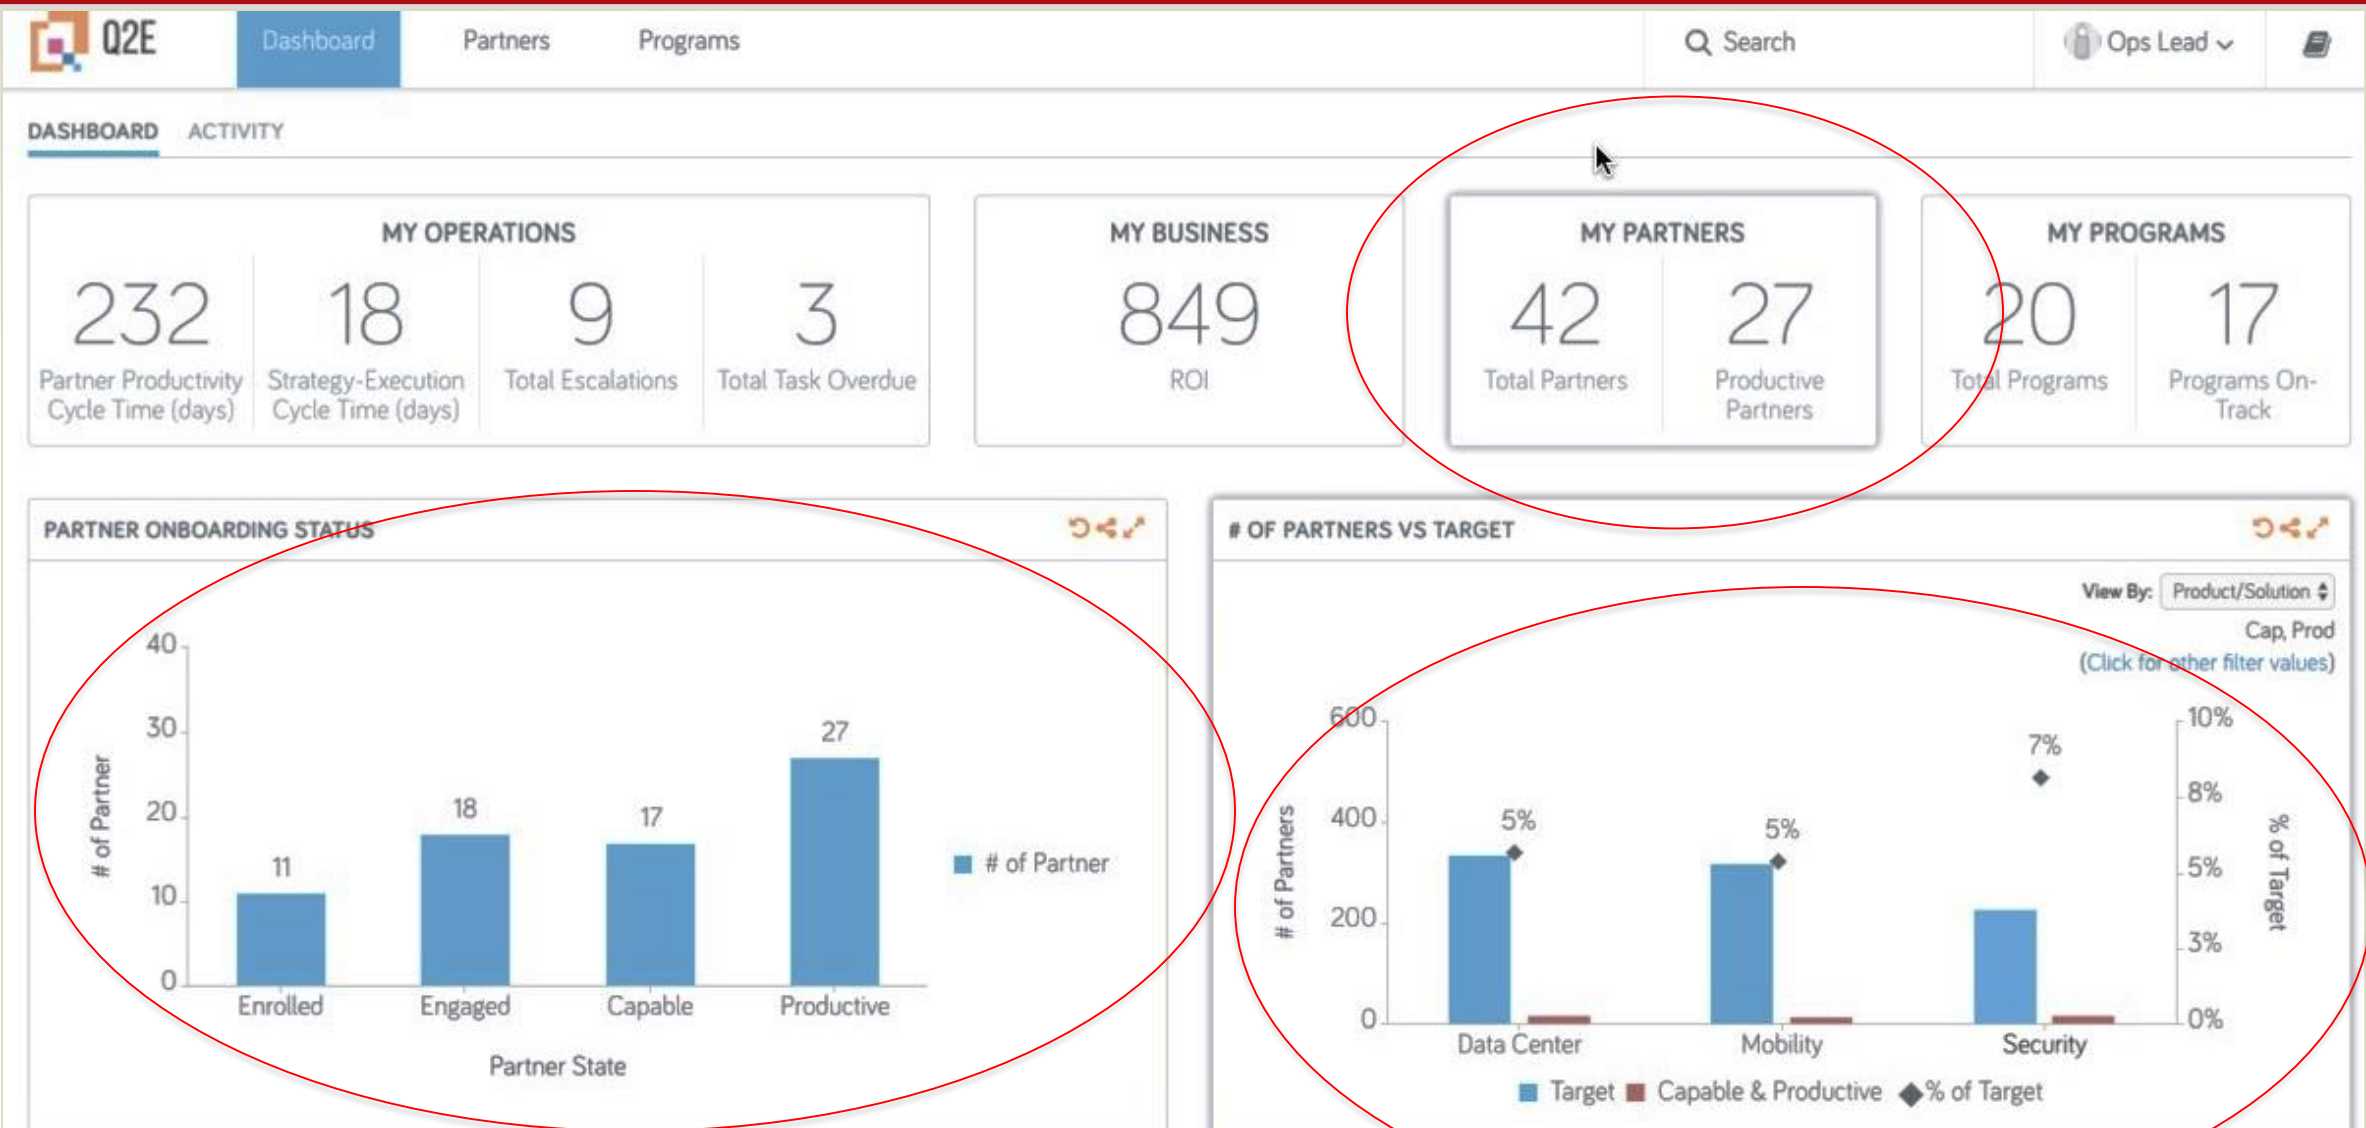 Q2E
Dashboard
Partners
Programs
Search
Ops Lead
DASHBOARD
ACTIVITY
MY OPERATIONS
232
Partner Productivity
Cycle Time (days)
18
Strategy-Execution
Cycle Time (days)
9
Total Escalations
3
Total Task Overdue
MY BUSINESS
849
ROI
MY PARTNERS
42
Total Partners
27
Productive
Partners
MY PROGRAMS
20
Total Programs
17
Programs On-
Track
PARTNER ONBOARDING STATUS
40
30
20
10
0
# of Partner
11
18
17
27
Enrolled
Engaged
Capable
Productive
Partner State
# of Partner
# OF PARTNERS VS TARGET
View By: Product/Solution
Cap, Prod
(Click for other filter values)
600
400
200
0
# of Partners
5%
5%
7%
10%
8%
5%
3%
0%
% of Target
Data Center
Mobility
Security
Target
Capable & Productive
% of Target